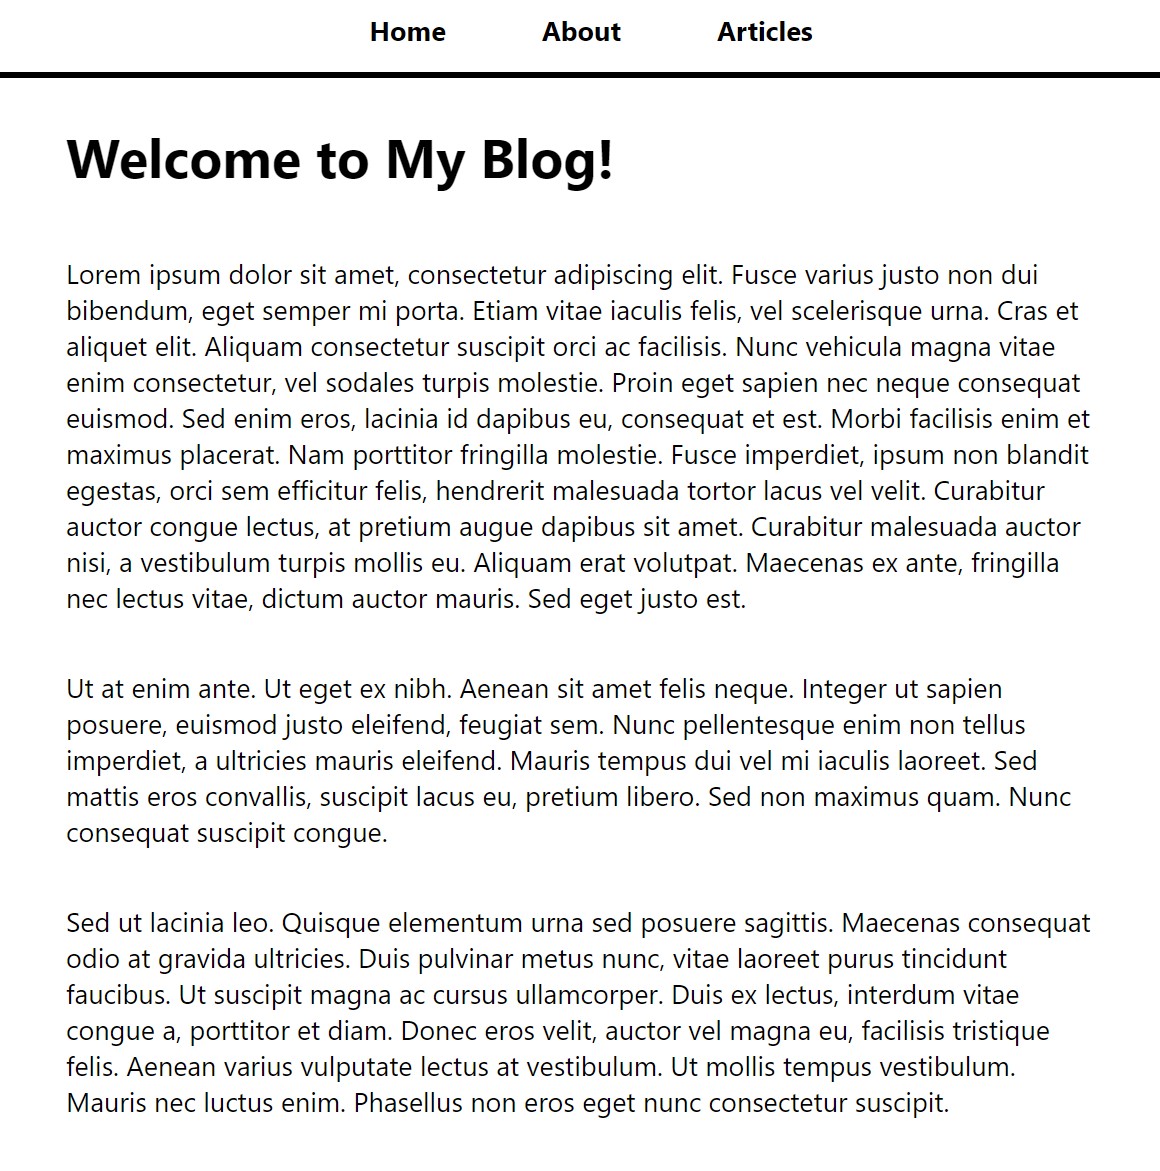 Home About Articles
Welcome to My Blog!
Lorem ipsum dolor sit amet, consectetur adipiscing elit. Fusce varius justo non dui
bibendum, eget semper mi porta. Etiam vitae iaculis felis, vel scelerisque urna. Cras et
aliquet elit. Aliquam consectetur suscipit orci ac facilisis. Nunc vehicula magna vitae
enim consectetur, vel sodales turpis molestie. Proin eget sapien nec neque consequat
euismod. Sed enim eros, lacinia id dapibus eu, consequat et est. Morbi facilisis enim et
maximus placerat. Nam porttitor fringilla molestie. Fusce imperdiet, ipsum non blandit
egestas, orci sem efficitur felis, hendrerit malesuada tortor lacus vel velit. Curabitur
auctor congue lectus, at pretium augue dapibus sit amet. Curabitur malesuada auctor
nisi, a vestibulum turpis mollis eu. Aliquam erat volutpat. Maecenas ex ante, fringilla
nec lectus vitae, dictum auctor mauris. Sed eget justo est.
Ut at enim ante. Ut eget ex nibh. Aenean sit amet felis neque. Integer ut sapien
posuere, euismod justo eleifend, feugiat sem. Nunc pellentesque enim non tellus
imperdiet, a ultricies mauris eleifend. Mauris tempus dui vel mi iaculis laoreet. Sed
mattis eros convallis, suscipit lacus eu, pretium libero. Sed non maximus quam. Nunc
consequat suscipit congue.
Sed ut lacinia leo. Quisque elementum urna sed posuere sagittis. Maecenas consequat
odio at gravida ultricies. Duis pulvinar metus nunc, vitae laoreet purus tincidunt
faucibus. Ut suscipit magna ac cursus ullamcorper. Duis ex lectus, interdum vitae
congue a, porttitor et diam. Donec eros velit, auctor vel magna eu, facilisis tristique
felis. Aenean varius vulputate lectus at vestibulum. Ut mollis tempus vestibulum.
Mauris nec luctus enim. Phasellus non eros eget nunc consectetur suscipit.